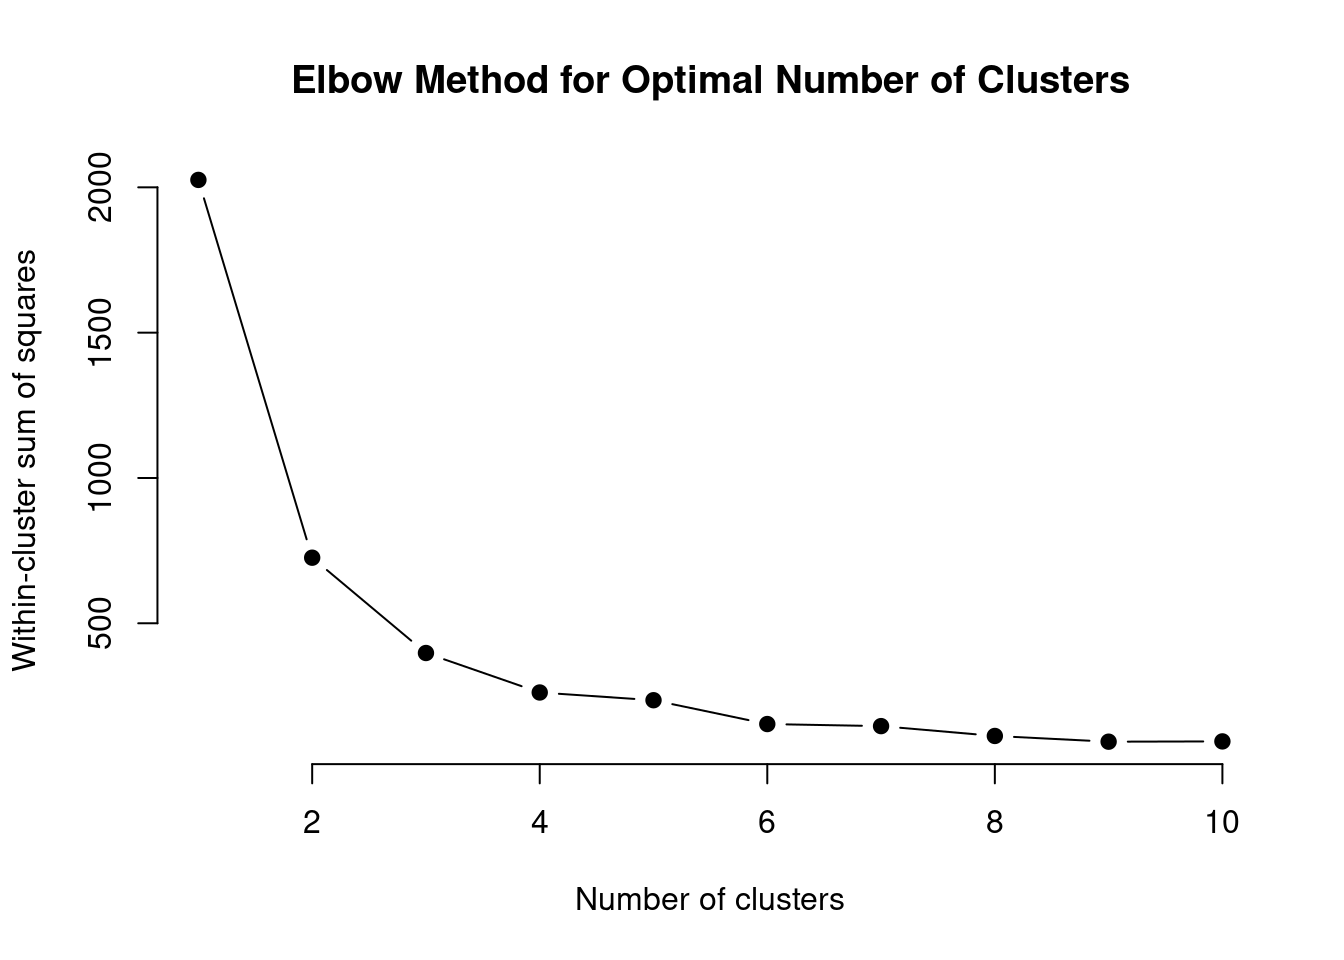 Elbow Method for Optimal Number of Clusters
Within-cluster sum of squares
2000
1500
1000
500
2 4 6 8 10
Number of clusters